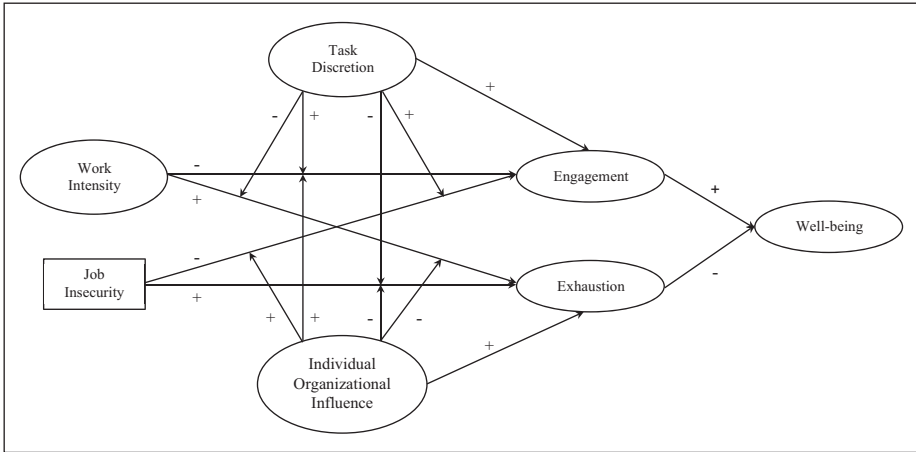 Task
Discretion
+
-
+
-
+
Work
Intensity
-
+
Engagement
+
Well-being
-
Job
Insecurity
-
+
Exhaustion
+
+
-
-
+
Individual
Organizational
Influence